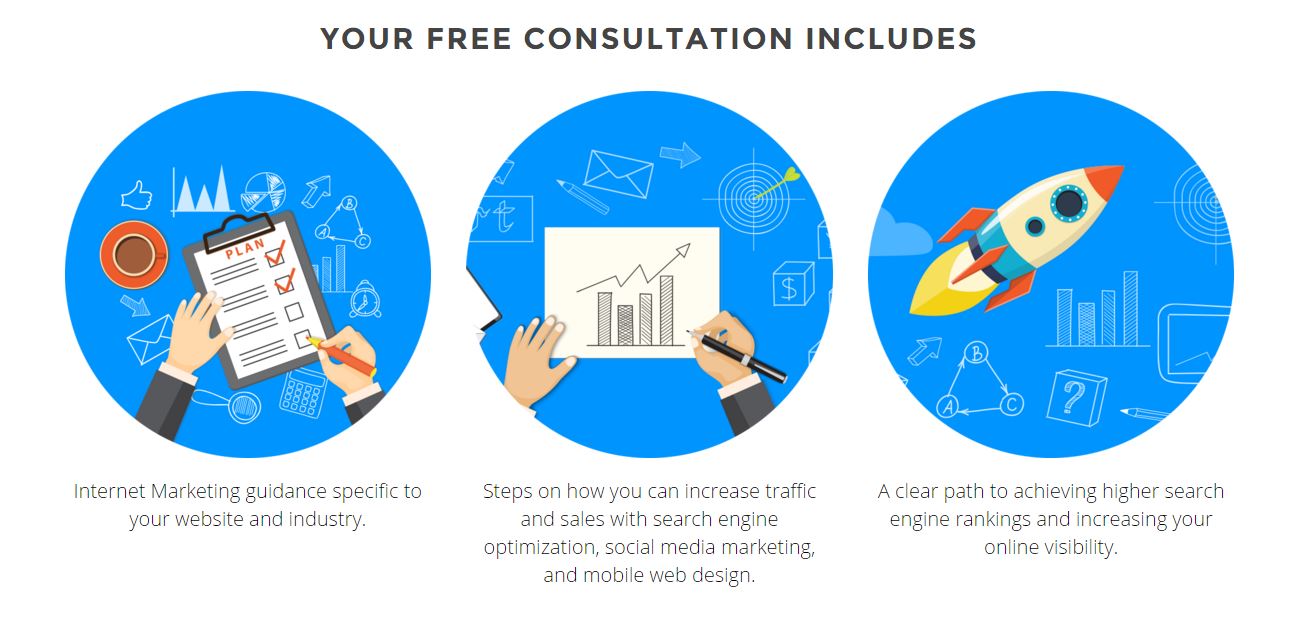 YOUR FREE CONSULTATION INCLUDES
PLAN
A
B
C
t
$
B
A
C
?
Internet Marketing guidance specific to
your website and industry.
Steps on how you can increase traffic
and sales with search engine
optimization, social media marketing,
and mobile web design.
A clear path to achieving higher search
engine rankings and increasing your
online visibility.